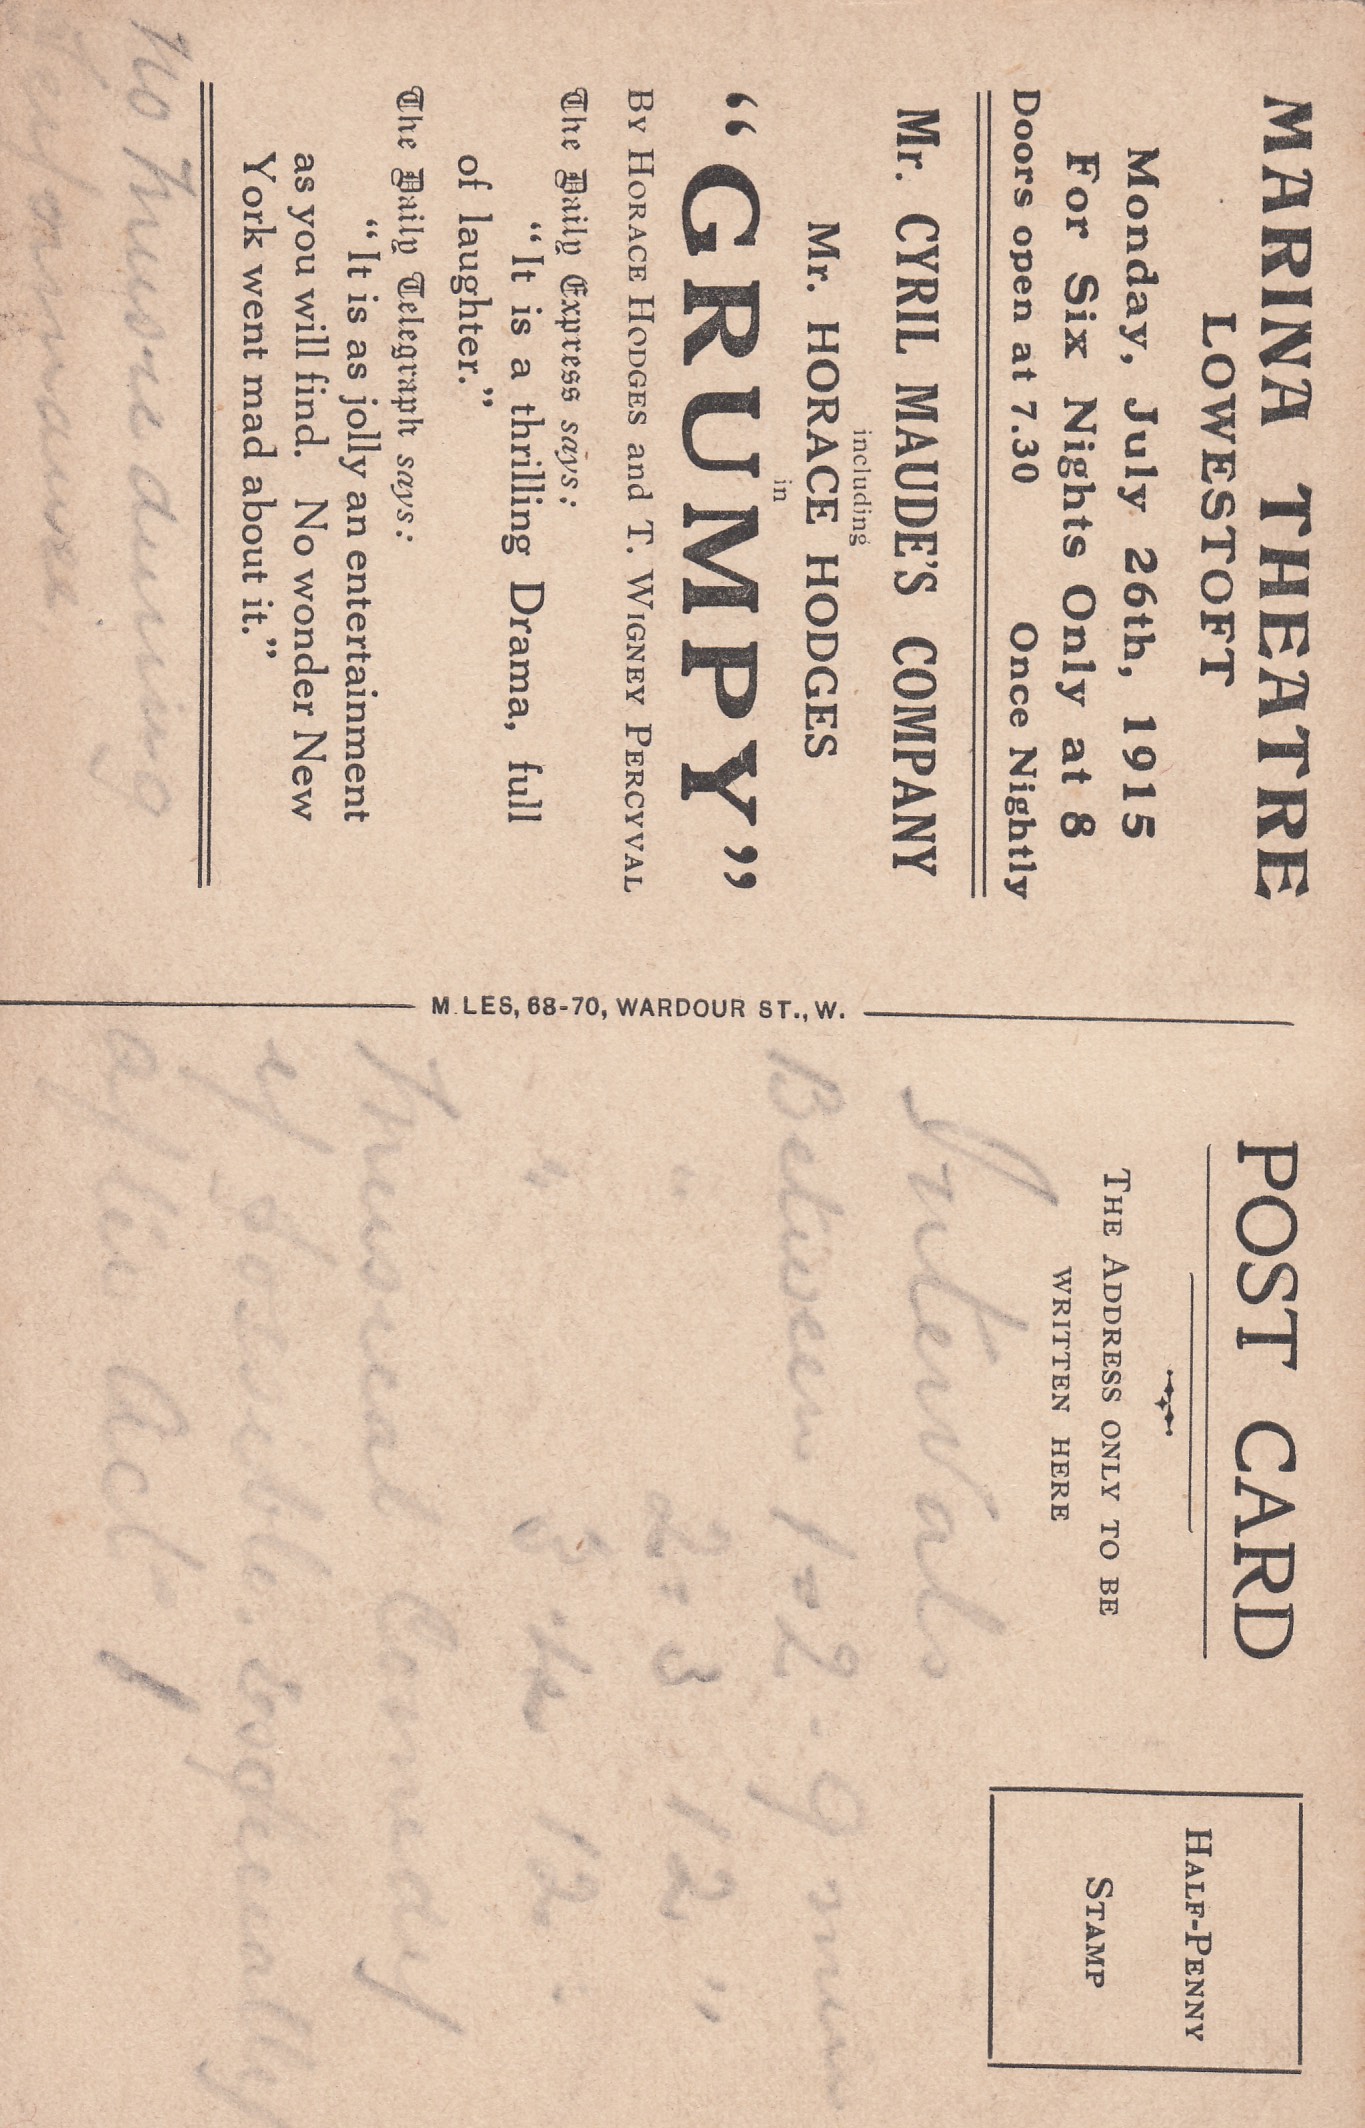 MARINA THEATRE
LOWESTOFT
Monday, July 26th, 1915
For Six Nights Only at 8
Doors open at 7.30 Once Nightly
Mr. CYRIL MAUDE'S COMPANY
including
Mr. HORACE HODGES
in
“GRUMPY”
By Horace Hodges and T. Wigney Percyval
The Daily Express says:
“It is a thrilling Drama, full
of laughter.”
The Daily Telegraph says:
“It is as jolly an entertainment
as you will find. No wonder New
York went mad about it.”
No music during
performance.
M LES, 68-70, WARDOUR ST., W.
POST CARD
The Address only to be
written here
Half-Penny
Stamp
Intervals
Between 1-2 - 9 min
" 2-3 12 "
" 3 4 12 .
Musical Comedy
if possible. especially
after Act 1